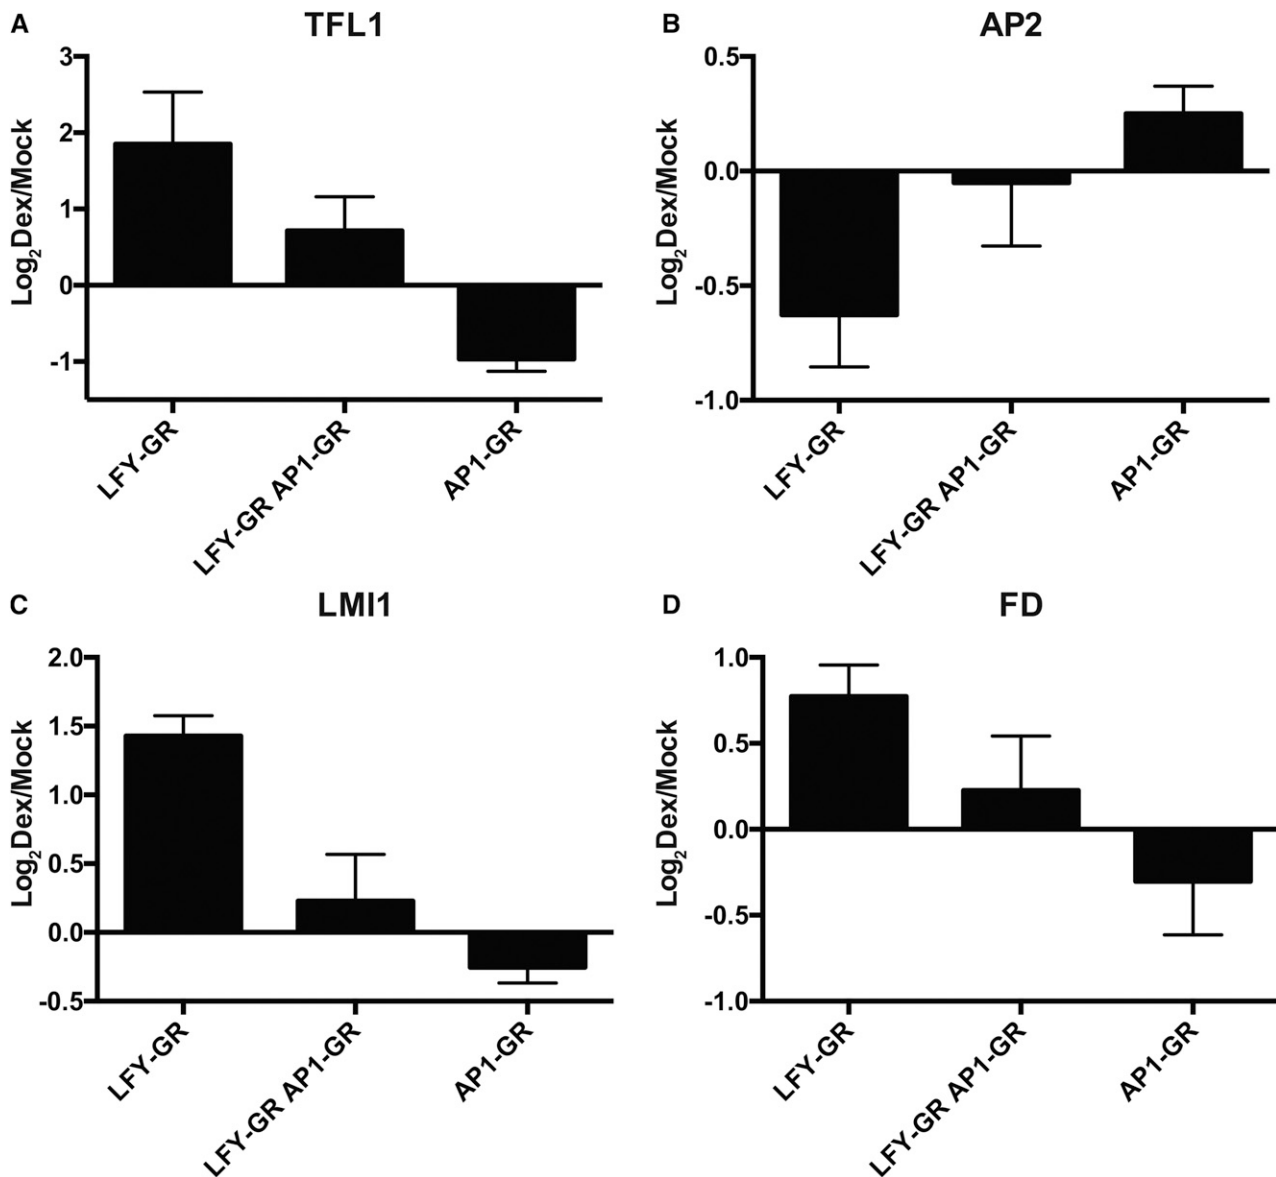 A
TFL1
Log2Dex/Mock
3
2
1
0
-1
LFY-GR
LFY-GR AP1-GR
AP1-GR
B
AP2
Log2Dex/Mock
0.5
0.0
-0.5
-1.0
LFY-GR
LFY-GR AP1-GR
AP1-GR
C
LMI1
Log2Dex/Mock
2.0
1.5
1.0
0.5
0.0
-0.5
LFY-GR
LFY-GR AP1-GR
AP1-GR
D
FD
Log2Dex/Mock
1.0
0.5
0.0
-0.5
-1.0
LFY-GR
LFY-GR AP1-GR
AP1-GR